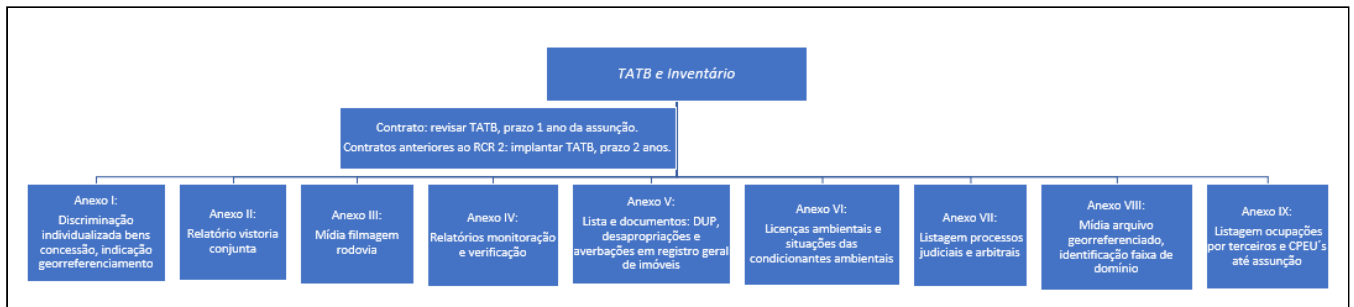 TATB e Inventário
Contrato: revisar TATB, prazo 1 ano da assunção.
Contratos anteriores ao RCR 2: implantar TATB, prazo 2 anos.
Anexo I:
Discriminação
individualizada bens
concessão, indicação
georreferenciamento
Anexo II:
Relatório vistoria
conjunta
Anexo III:
Mídia filmagem
rodovia
Anexo IV:
Relatórios monitoração
e verificação
Anexo V:
Lista e documentos: DUP,
desapropriações e
averbações em registro geral
de imóveis
Anexo VI:
Licenças ambientais e
situações das
condicionantes ambientais
Anexo VII:
Listagem processos
judiciais e arbitrais
Anexo VIII:
Mídia arquivo
georreferenciado,
identificação faixa de
domínio
Anexo IX:
Listagem ocupações
por terceiros e CPEU´s
até assunção